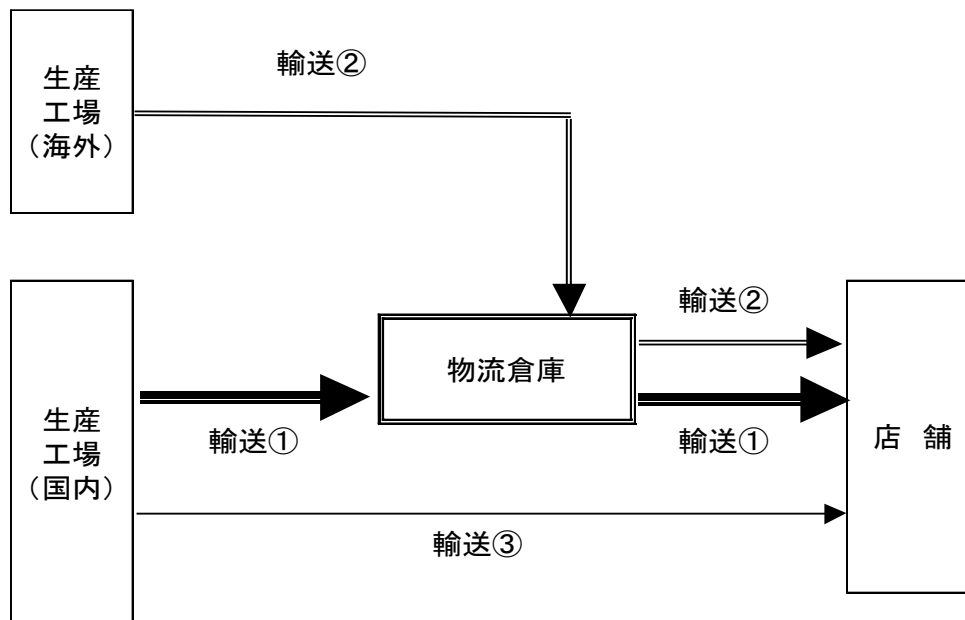 輸送②
生産
工場
（海外）
輸送②
物流倉庫
生産
工場
（国内）
輸送①
輸送①
店 舗
輸送③